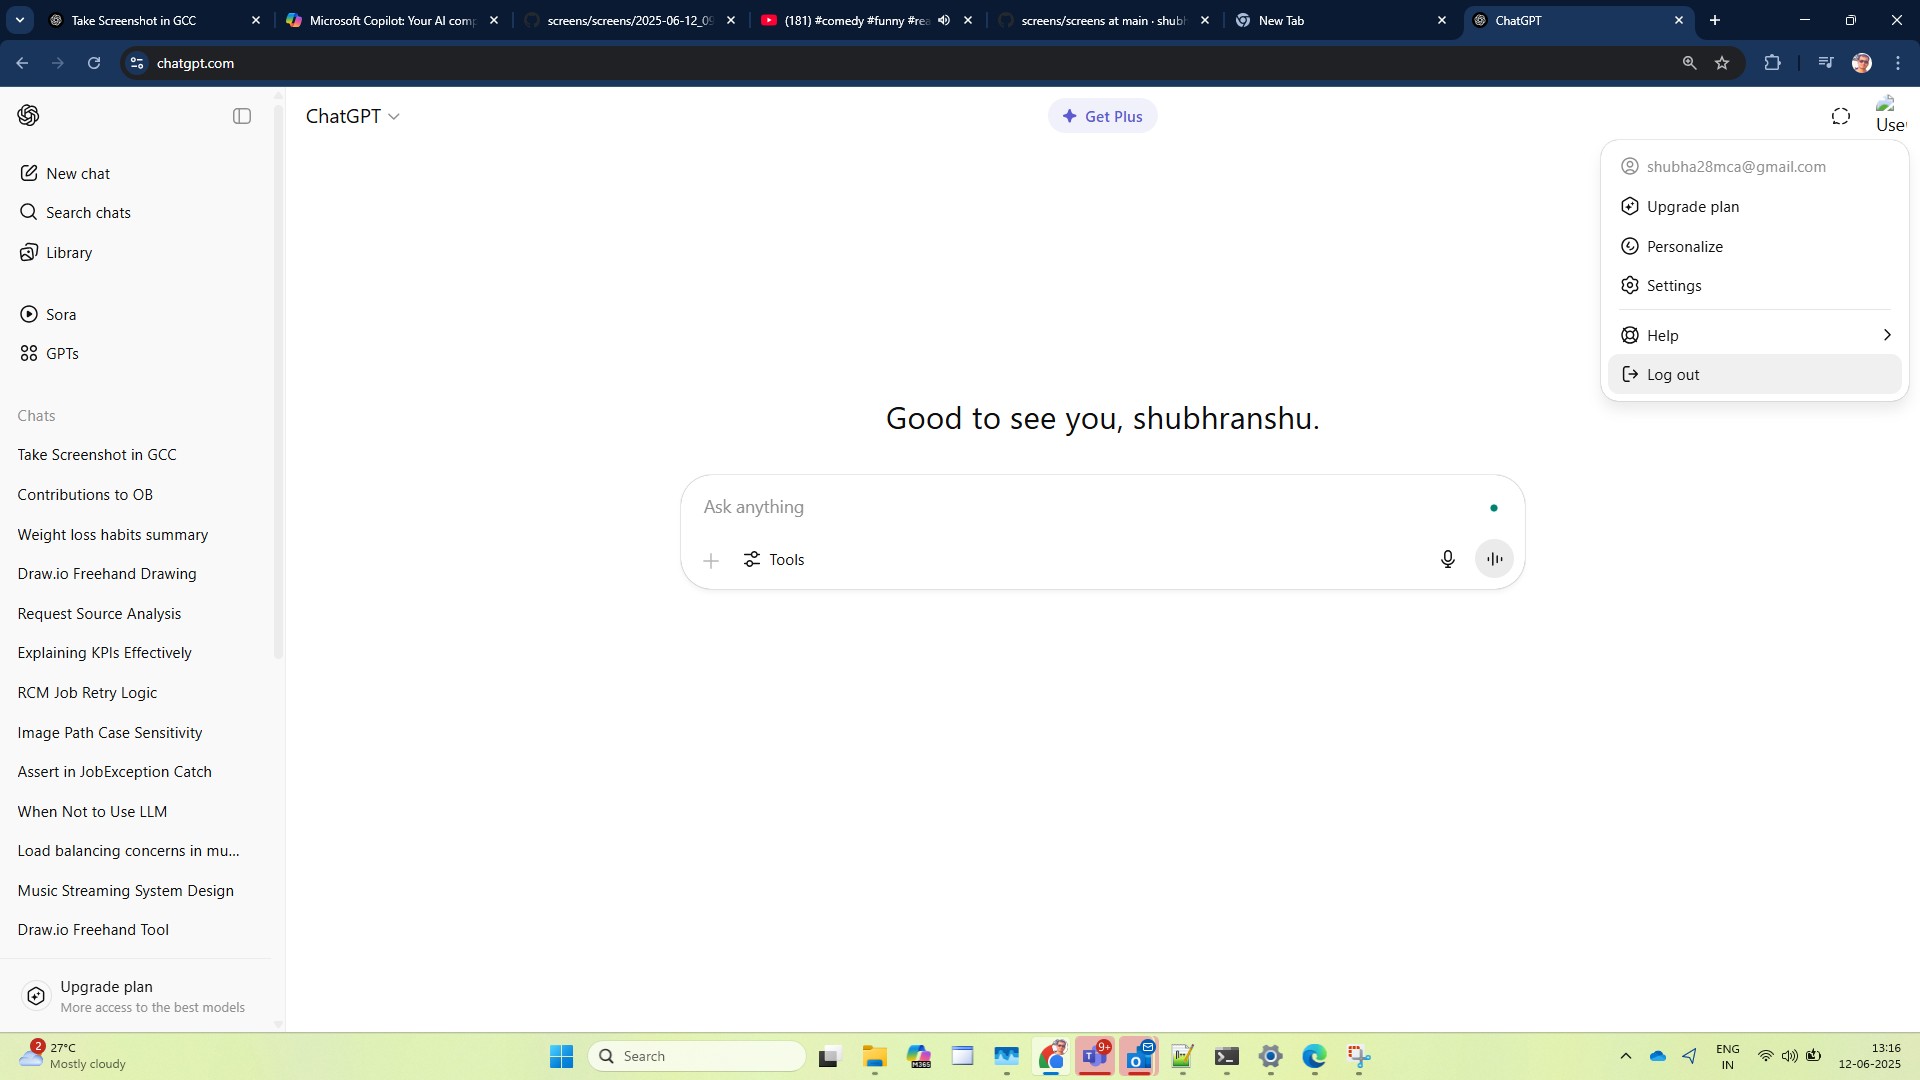 Take Screenshot in GCC
Microsoft Copilot: Your AI comp
screens/screens/2025-06-12_09
(181) #comedy #funny #rea
screens/screens at main · shubh
New Tab
ChatGPT
chatgpt.com
ChatGPT
Get Plus
User
New chat
Search chats
Library
Sora
GPTs
Chats
Take Screenshot in GCC
Contributions to OB
Weight loss habits summary
Draw.io Freehand Drawing
Request Source Analysis
Explaining KPIs Effectively
RCM Job Retry Logic
Image Path Case Sensitivity
Assert in JobException Catch
When Not to Use LLM
Load balancing concerns in mu...
Music Streaming System Design
Draw.io Freehand Tool
Upgrade plan
More access to the best models
shubha28mca@gmail.com
Upgrade plan
Personalize
Settings
Help
Log out
Good to see you, shubhranshu.
Ask anything
Tools
2
27°C
Mostly cloudy
Search
M365
9+
ENG
IN
13:16
12-06-2025